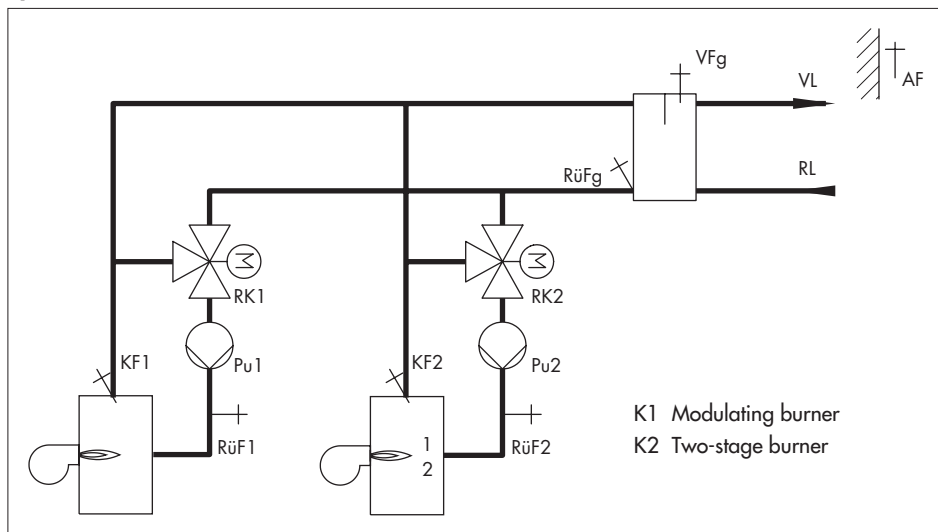 VFg
VL
AF
RüFg
RL
M
M
RK1
RK2
KF1
Pu1
KF2
Pu2
K1 Modulating burner
RüF1
1
RüF2
K2 Two-stage burner
2